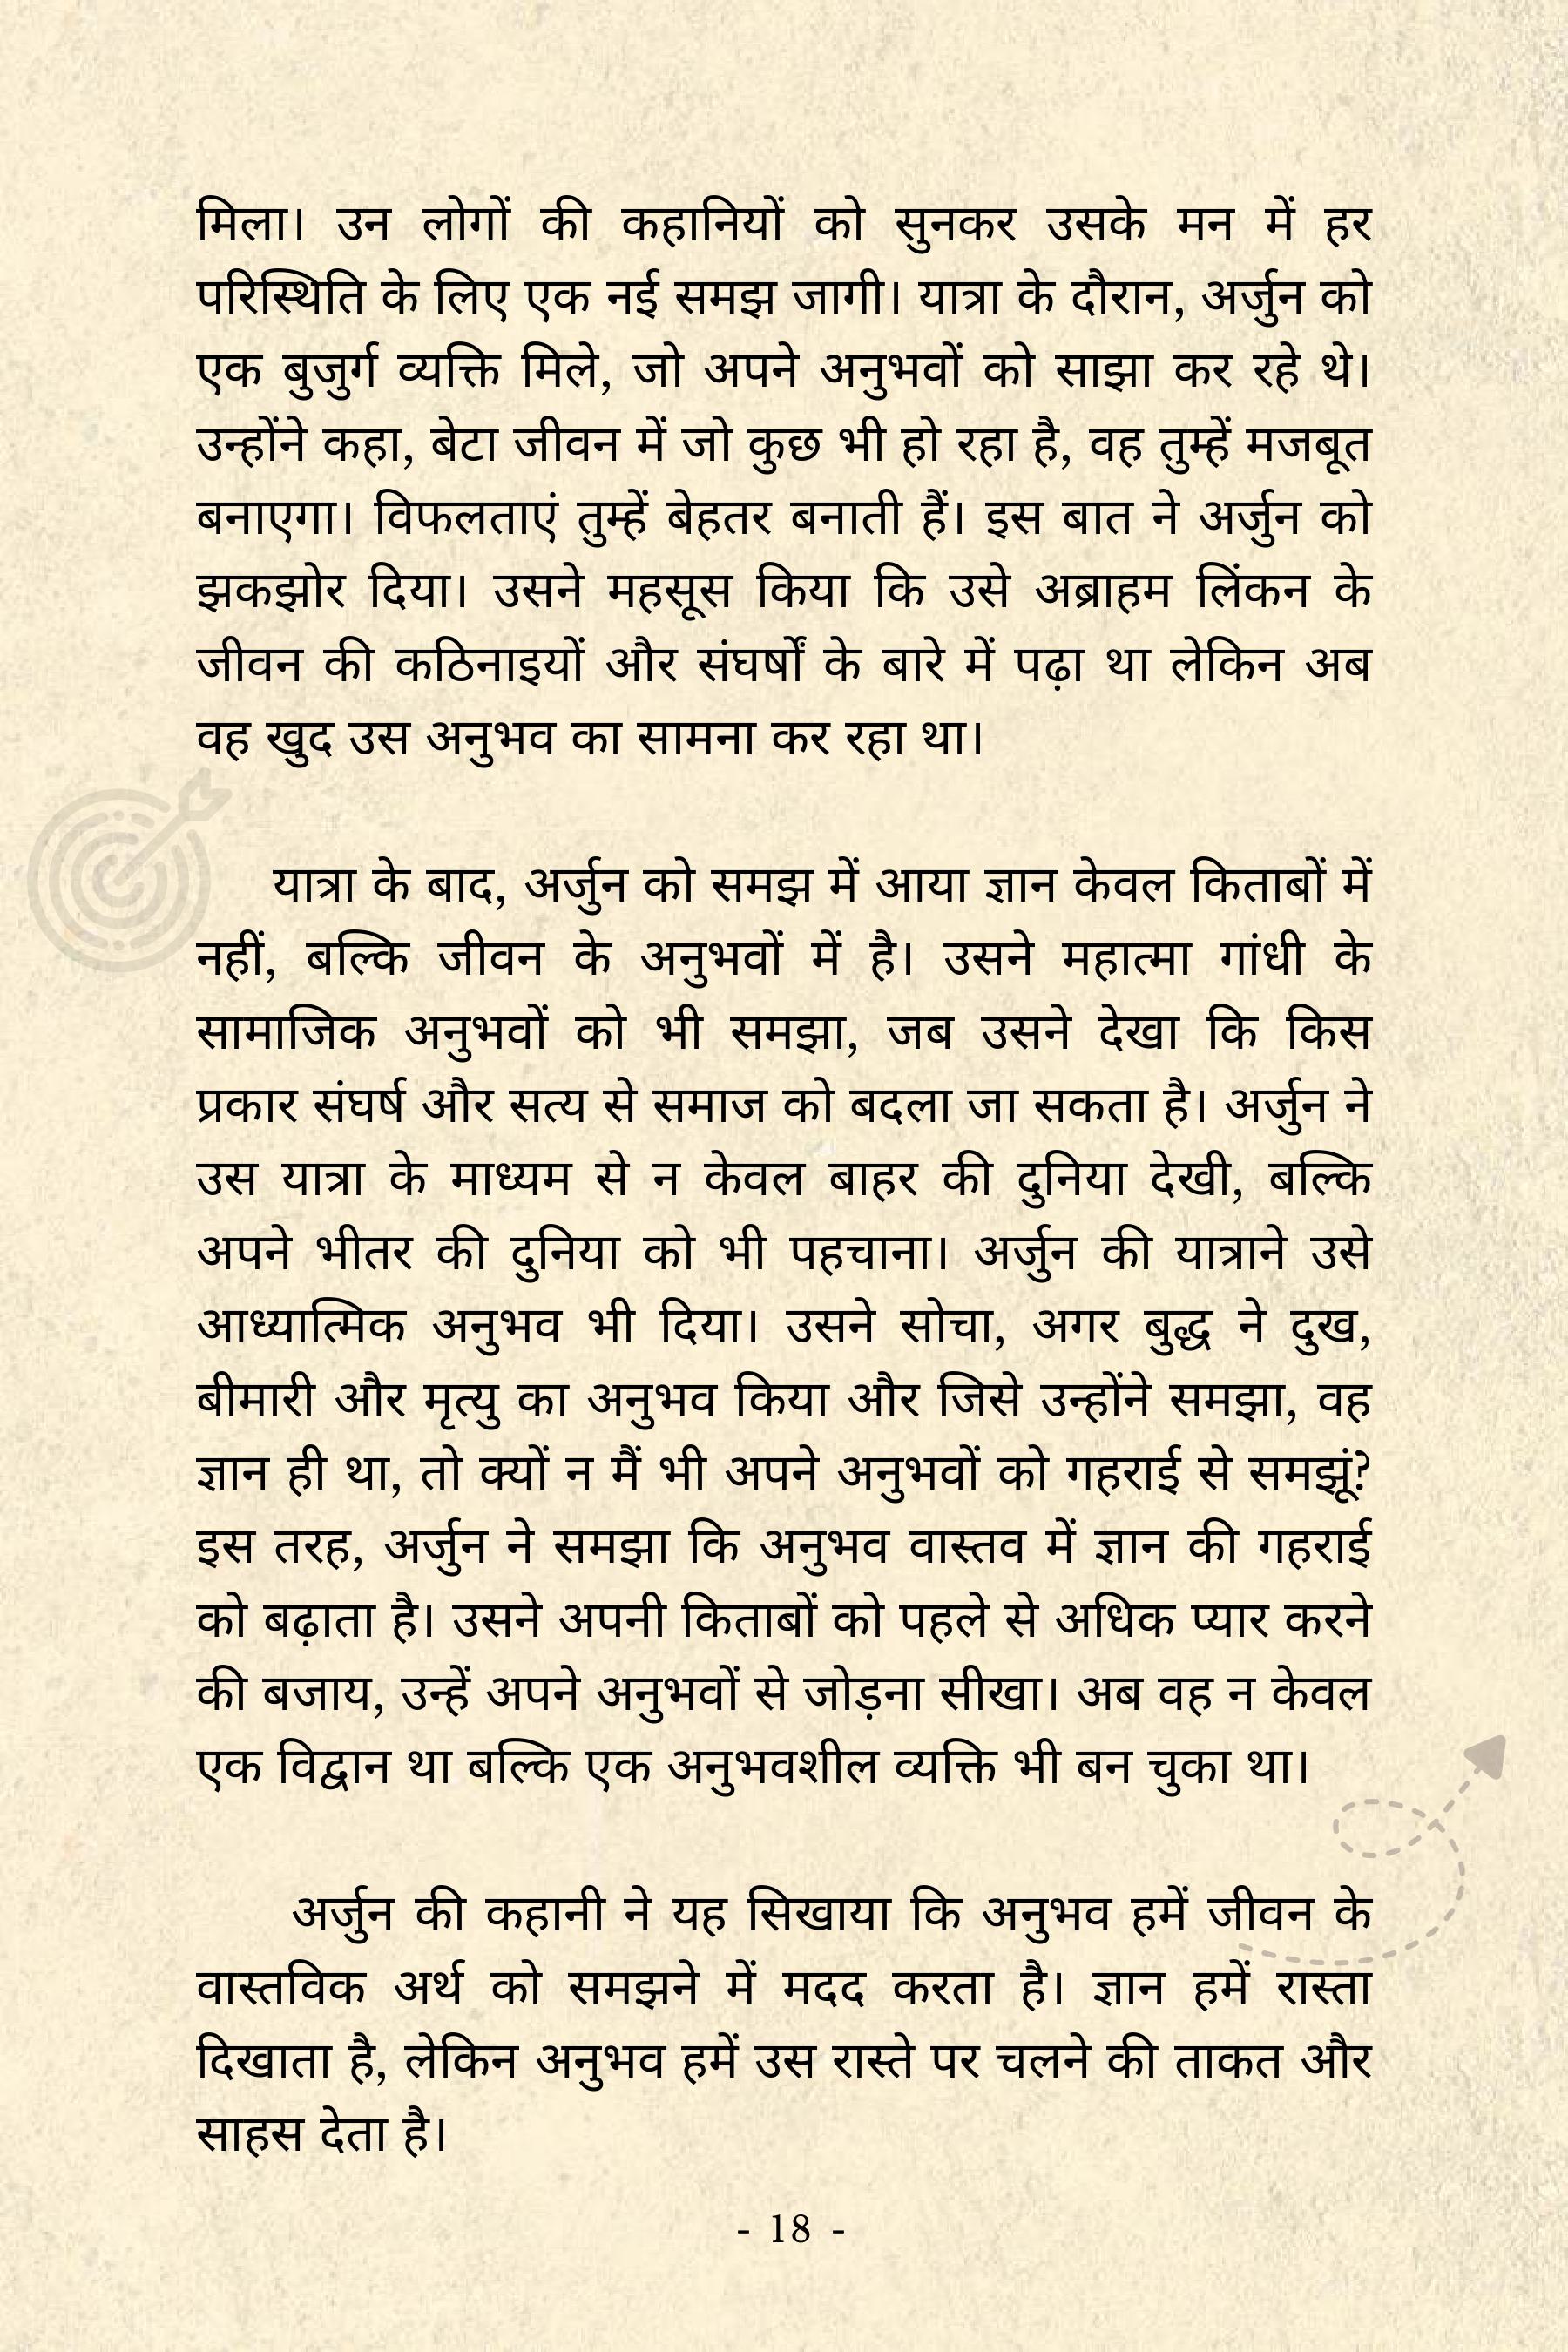 मिला। उन लोगों की कहानियों को सुनकर उसके मन में हर
परिस्थिति के लिए एक नई समझ जागी। यात्रा के दौरान, अर्जुन को
एक बुजुर्ग व्यक्ति मिले, जो अपने अनुभवों को साझा कर रहे थे।
उन्होंने कहा, बेटा जीवन में जो कुछ भी हो रहा है, वह तुम्हें मजबूत
बनाएगा। विफलताएं तुम्हें बेहतर बनाती हैं। इस बात ने अर्जुन को
झकझोर दिया। उसने महसूस किया कि उसे अब्राहम लिंकन के
जीवन की कठिनाइयों और संघर्षों के बारे में पढ़ा था लेकिन अब
वह खुद उस अनुभव का सामना कर रहा था।
यात्रा के बाद, अर्जुन को समझ में आया ज्ञान केवल किताबों में
नहीं, बल्कि जीवन के अनुभवों में है। उसने महात्मा गांधी के
सामाजिक अनुभवों को भी समझा, जब उसने देखा कि किस
प्रकार संघर्ष और सत्य से समाज को बदला जा सकता है। अर्जुन ने
उस यात्रा के माध्यम से न केवल बाहर की दुनिया देखी, बल्कि
अपने भीतर की दुनिया को भी पहचाना। अर्जुन की यात्राने उसे
आध्यात्मिक अनुभव भी दिया। उसने सोचा, अगर बुद्ध ने दुख,
बीमारी और मृत्यु का अनुभव किया और जिसे उन्होंने समझा, वह
ज्ञान ही था, तो क्यों न मैं भी अपने अनुभवों को गहराई से समझूं?
इस तरह, अर्जुन ने समझा कि अनुभव वास्तव में ज्ञान की गहराई
को बढ़ाता है। उसने अपनी किताबों को पहले से अधिक प्यार करने
की बजाय, उन्हें अपने अनुभवों से जोड़ना सीखा। अब वह न केवल
एक विद्वान था बल्कि एक अनुभवशील व्यक्ति भी बन चुका था।
अर्जुन की कहानी ने यह सिखाया कि अनुभव हमें जीवन के
वास्तविक अर्थ को समझने में मदद करता है। ज्ञान हमें रास्ता
दिखाता है, लेकिन अनुभव हमें उस रास्ते पर चलने की ताकत और
साहस देता है।
- 18 -